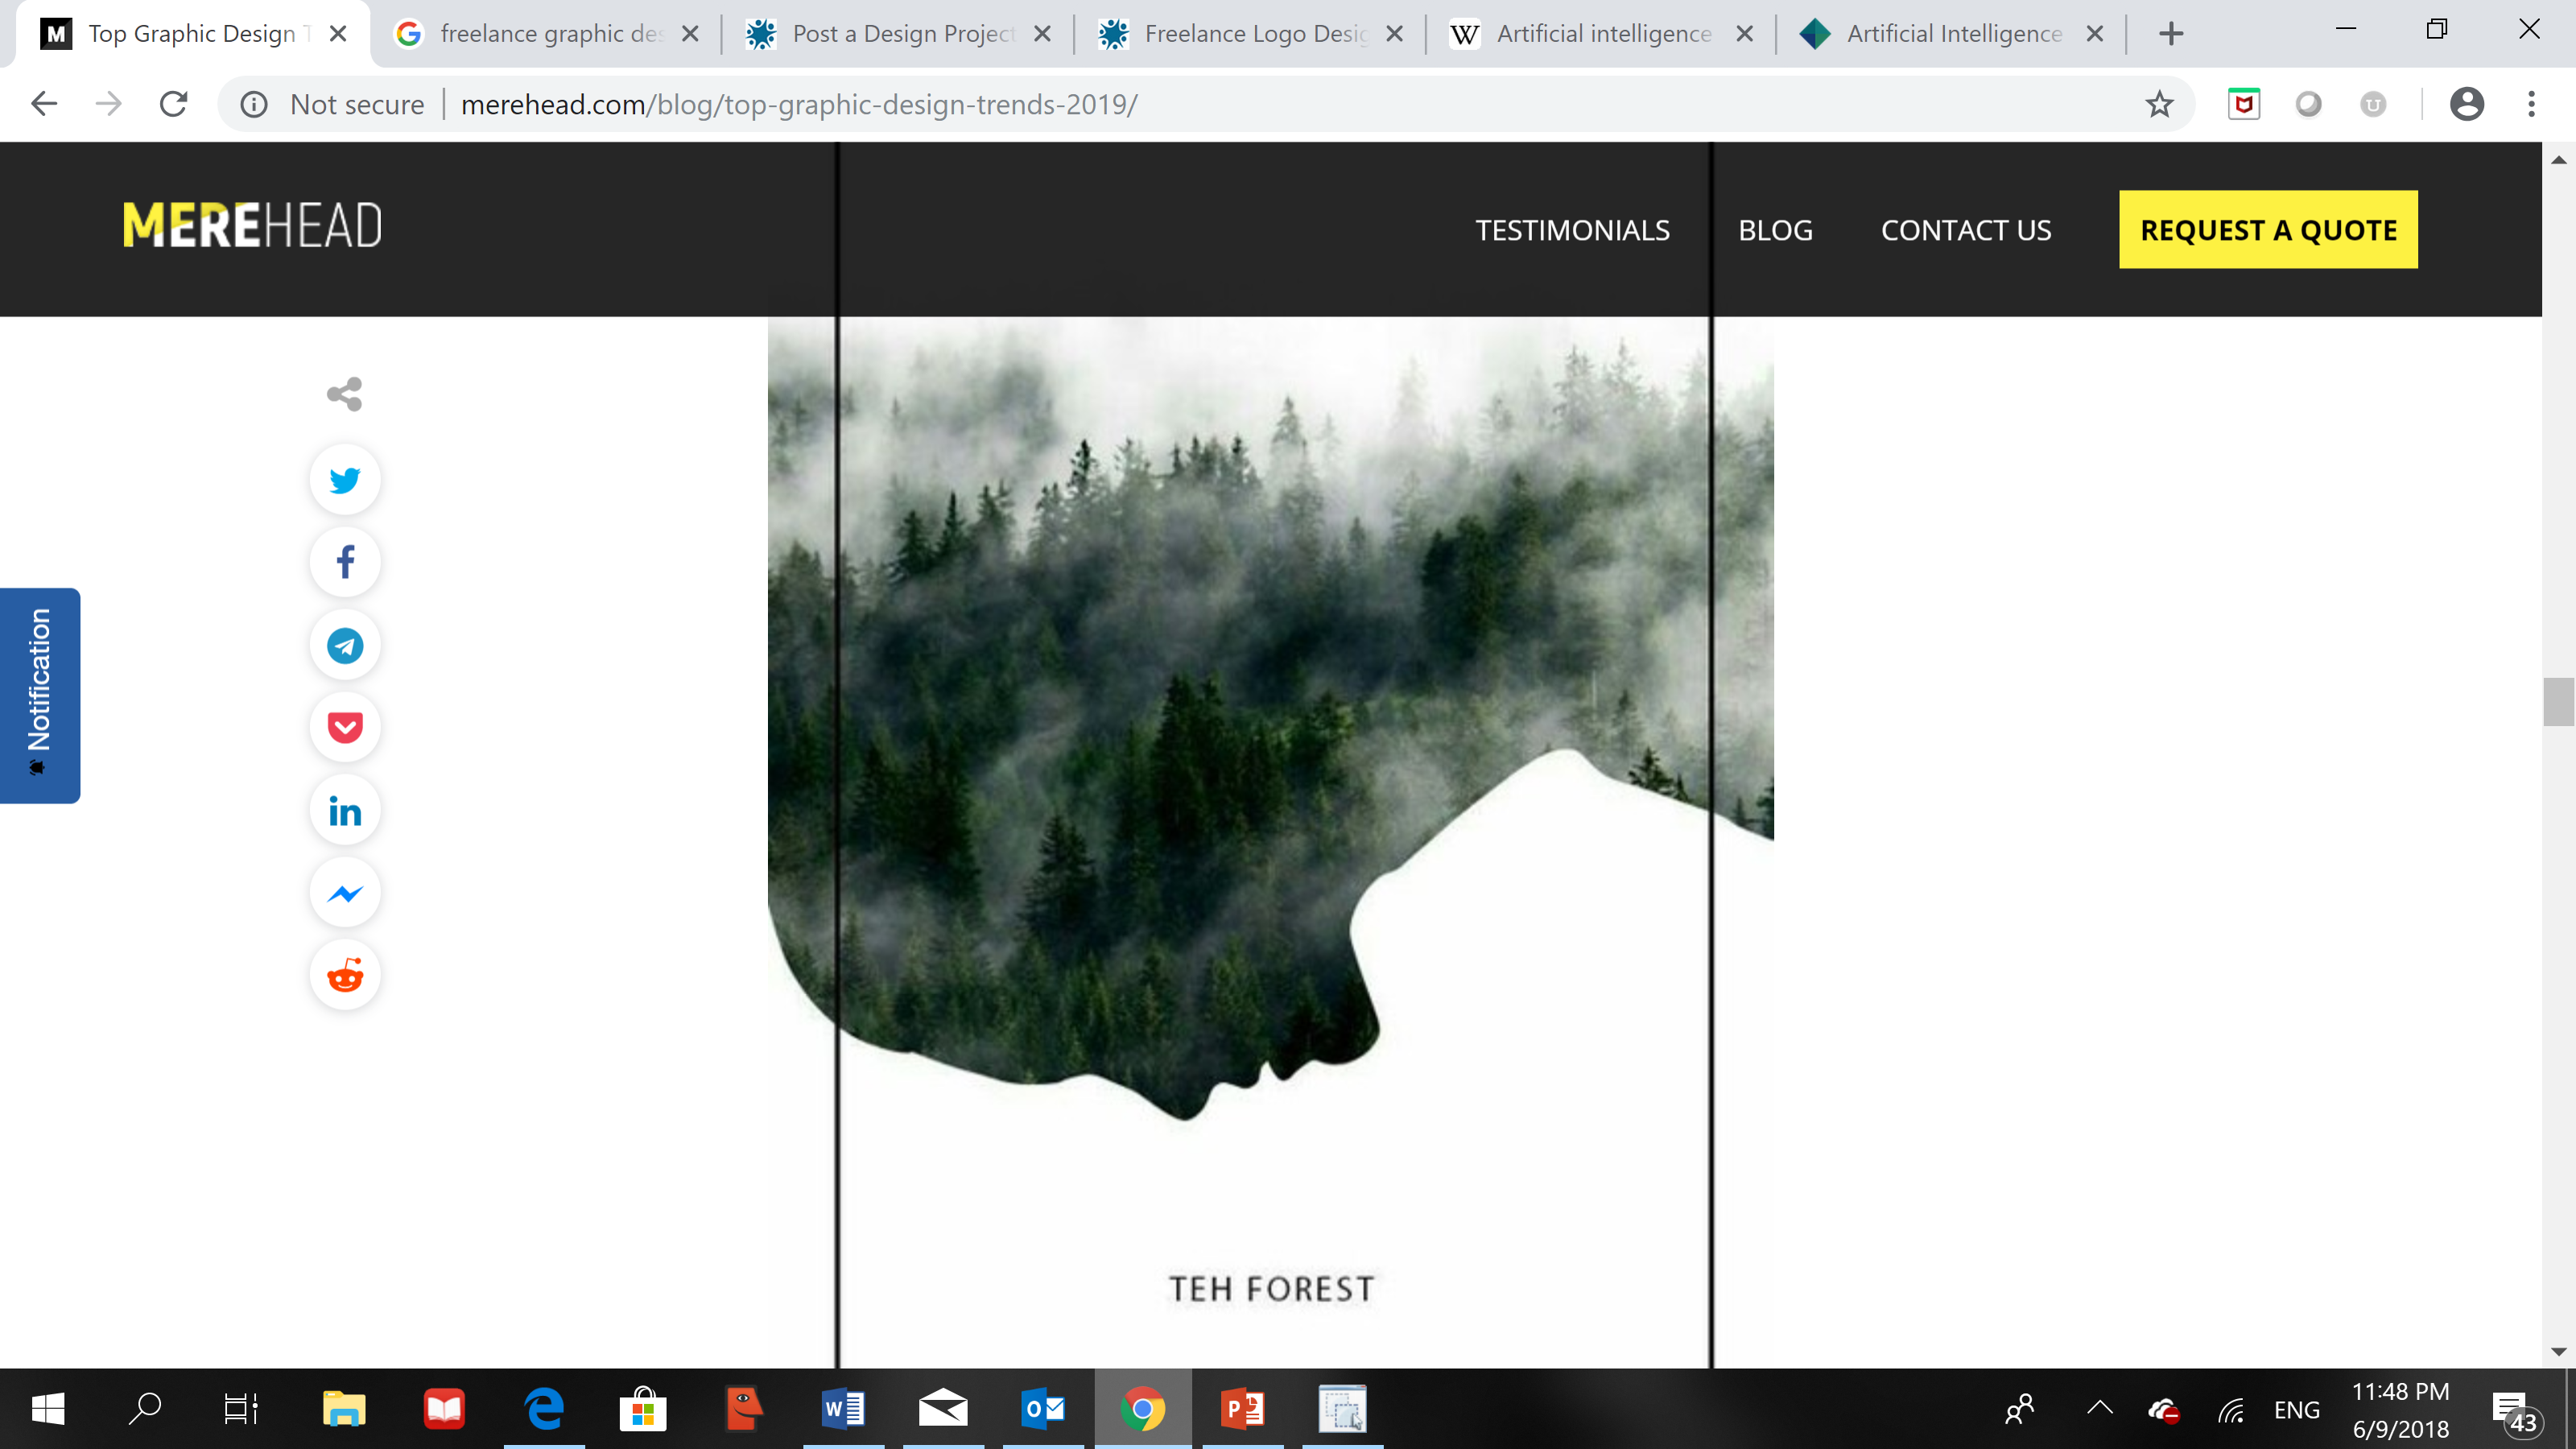 Top Graphic Design T
freelance graphic des
Post a Design Project
Freelance Logo Desig
Artificial intelligence
Artificial Intelligence
Not secure
merehead.com/blog/top-graphic-design-trends-2019/
MEREHEAD
TESTIMONIALS
BLOG
CONTACT US
REQUEST A QUOTE
Notification
TEH FOREST
ENG
11:48 PM
6/9/2018
43